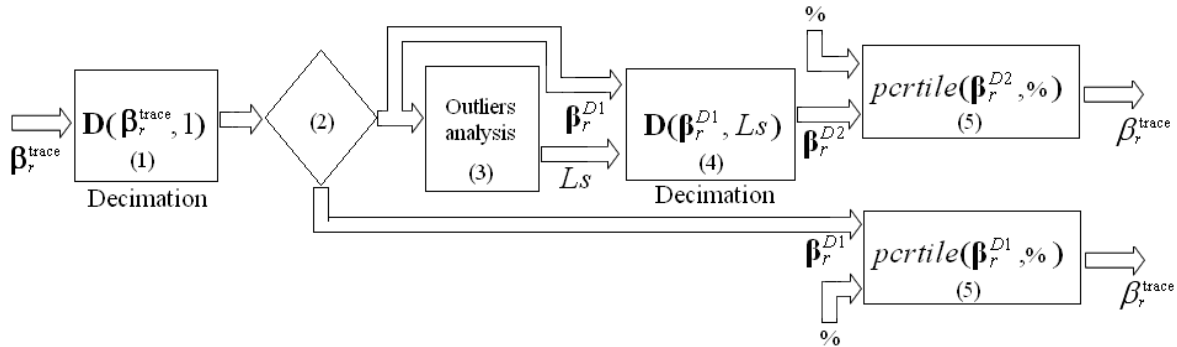 β_r^trace
D(β_r^trace, 1)
(1)
Decimation
(2)
Outliers
analysis
(3)
β_r^D1
Ls
D(β_r^D1, Ls)
(4)
Decimation
%
β_r^D2
pcrtile(β_r^D2,%)
(5)
β_r^trace
β_r^D1
%
pcrtile(β_r^D1,%)
(5)
β_r^trace